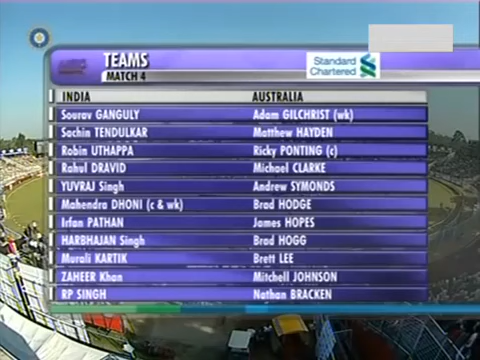 TEAMS
Standard Chartered
MATCH 4
INDIA AUSTRALIA
Sourav GANGULY Adam GILCHRIST (wk)
Sachin TENDULKAR Matthew HAYDEN
Robin UTHAPPA Ricky PONTING (c)
Rahul DRAVID Michael CLARKE
YUVRAJ Singh Andrew SYMONDS
Mahendra DHONI (c & wk) Brad HODGE
Irfan PATHAN James HOPES
HARBHAJAN Singh Brad HOGG
Murali KARTIK Brett LEE
ZAHEER Khan Mitchell JOHNSON
RP SINGH Nathan BRACKEN